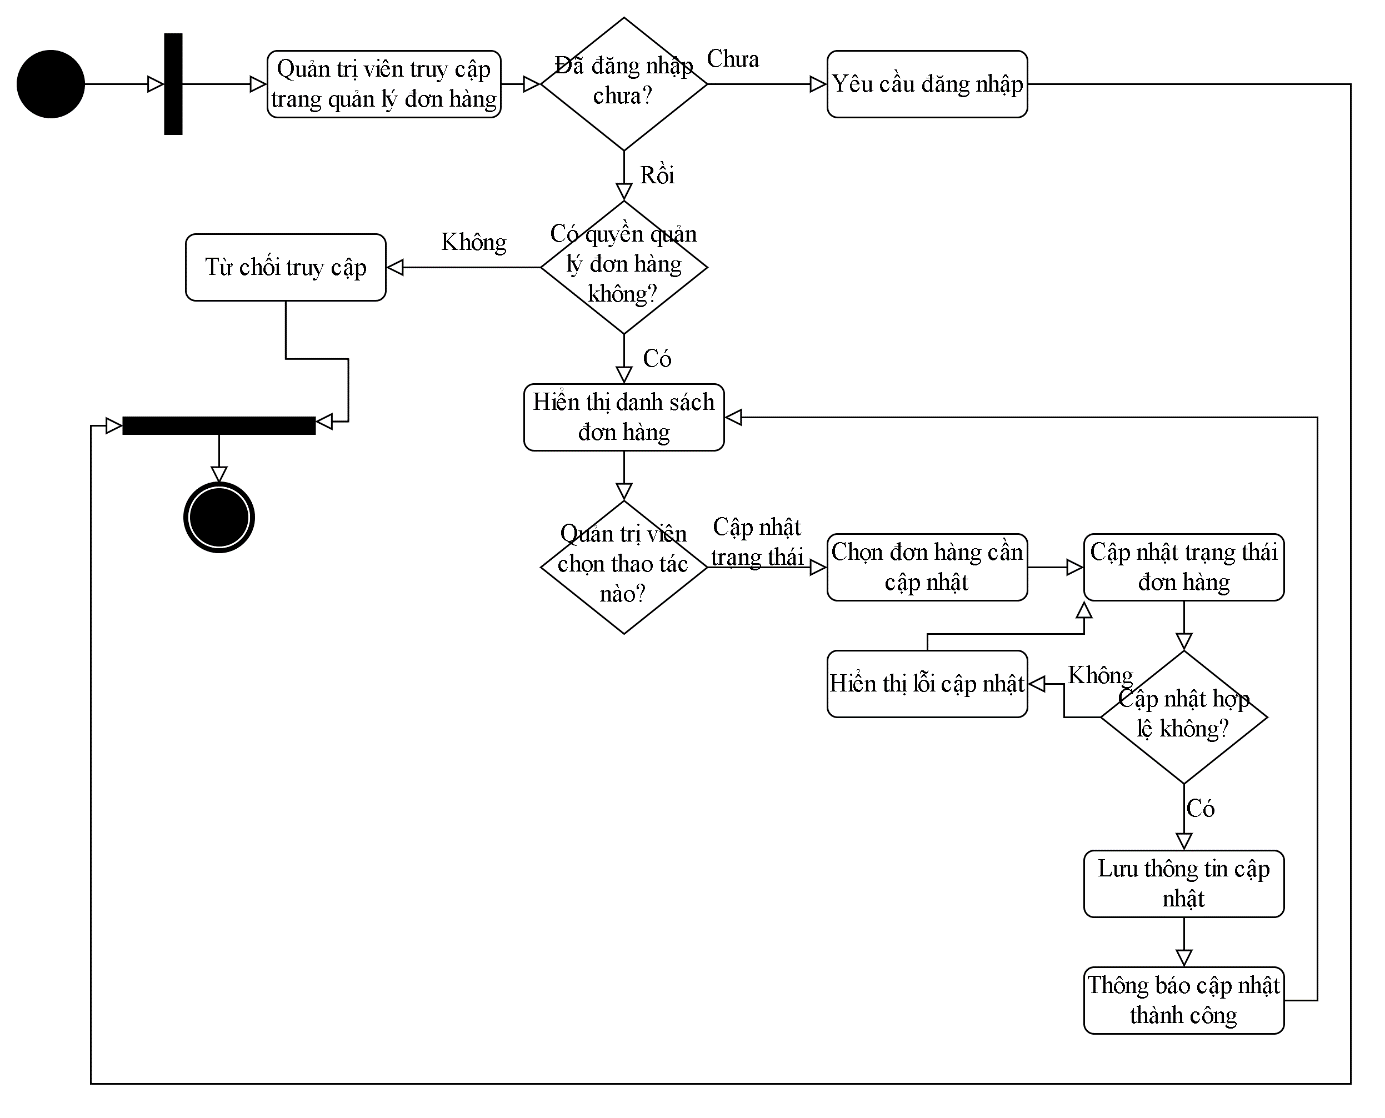 Quản trị viên truy cập
trang quản lý đơn hàng
Đã đăng nhập
chưa?
Chưa
Yêu cầu đăng nhập
Rồi
Có quyền quản
lý đơn hàng
không?
Không
Từ chối truy cập
Có
Hiển thị danh sách
đơn hàng
Quản trị viên
chọn thao tác
nào?
Cập nhật
trạng thái
Chọn đơn hàng cần
cập nhật
Cập nhật trạng thái
đơn hàng
Hiển thị lỗi cập nhật
Không
Cập nhật hợp
lệ không?
Có
Lưu thông tin cập
nhật
Thông báo cập nhật
thành công